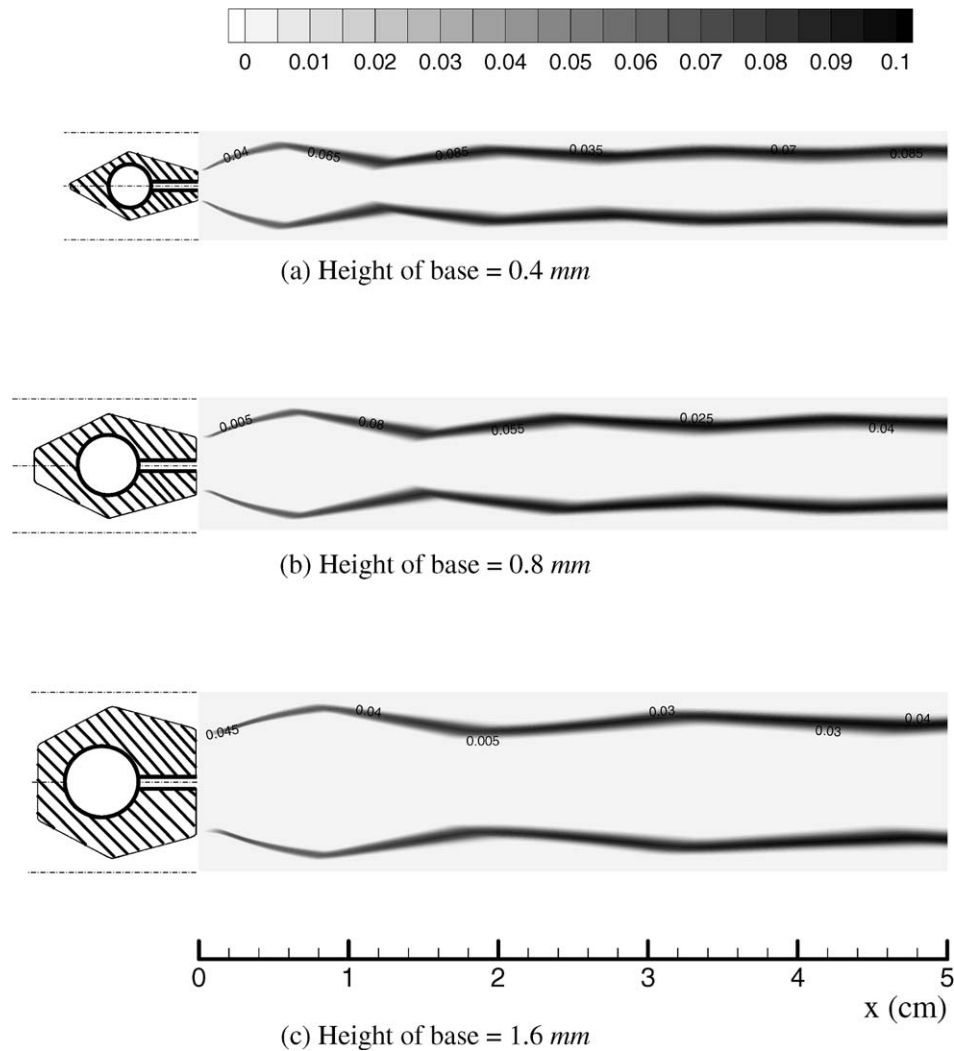 0 0.01 0.02 0.03 0.04 0.05 0.06 0.07 0.08 0.09 0.1
0.04 0.065 0.085 0.035 0.07 0.085
(a) Height of base = 0.4 mm
0.005 0.08 0.055 0.025 0.04
(b) Height of base = 0.8 mm
0.045 0.04 0.005 0.03 0.03 0.04
0 1 2 3 4 5
x (cm)
(c) Height of base = 1.6 mm